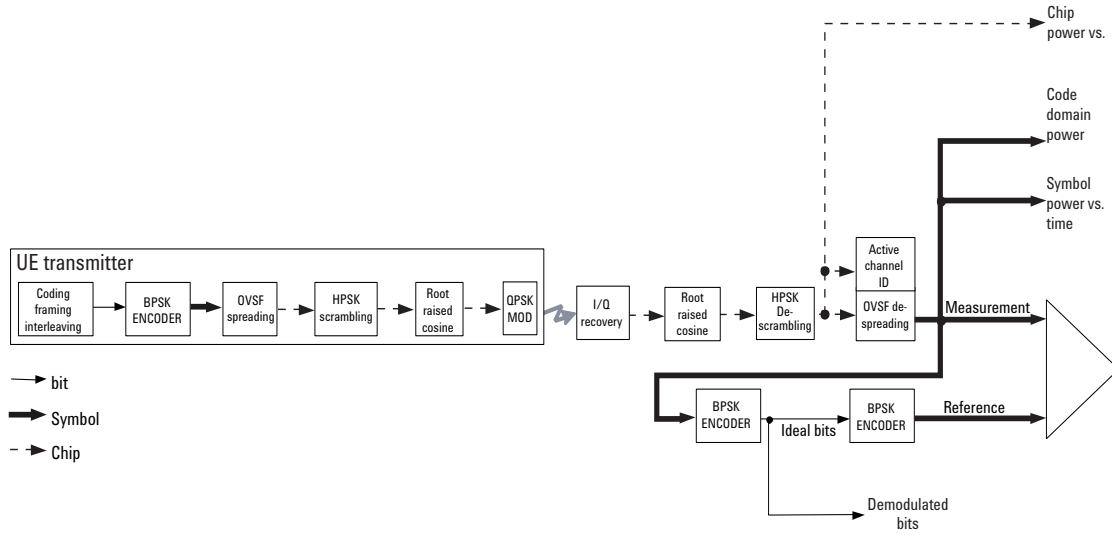 Chip
power vs.
Code
domain
power
Symbol
power vs.
time
UE transmitter
Coding
framing
interleaving
BPSK
ENCODER
OVSF
spreading
HPSK
scrambling
Root
raised
cosine
QPSK
MOD
I/Q
recovery
Root
raised
cosine
HPSK
De-
scrambling
Active
channel
ID
OVSF de-
spreading
Measurement
bit
Symbol
Chip
BPSK
ENCODER
Ideal bits
BPSK
ENCODER
Reference
Demodulated
bits